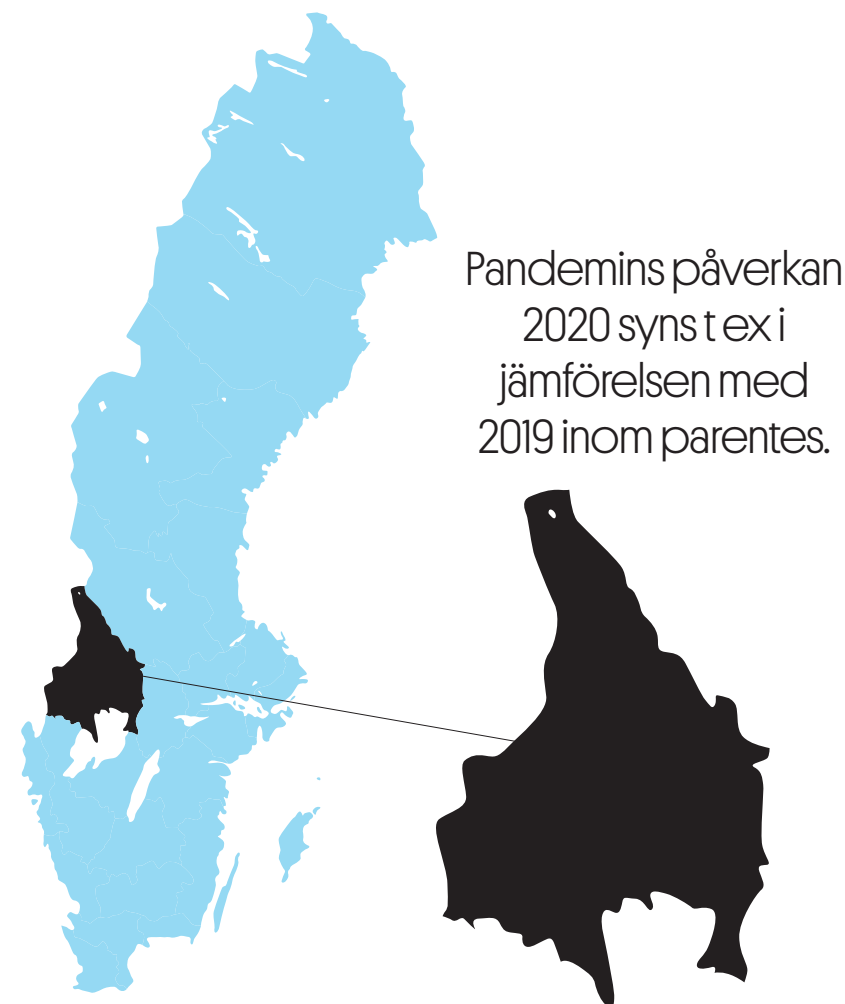 Pandemins påverkan
2020 syns t ex i
jämförelsen med
2019 inom parentes.